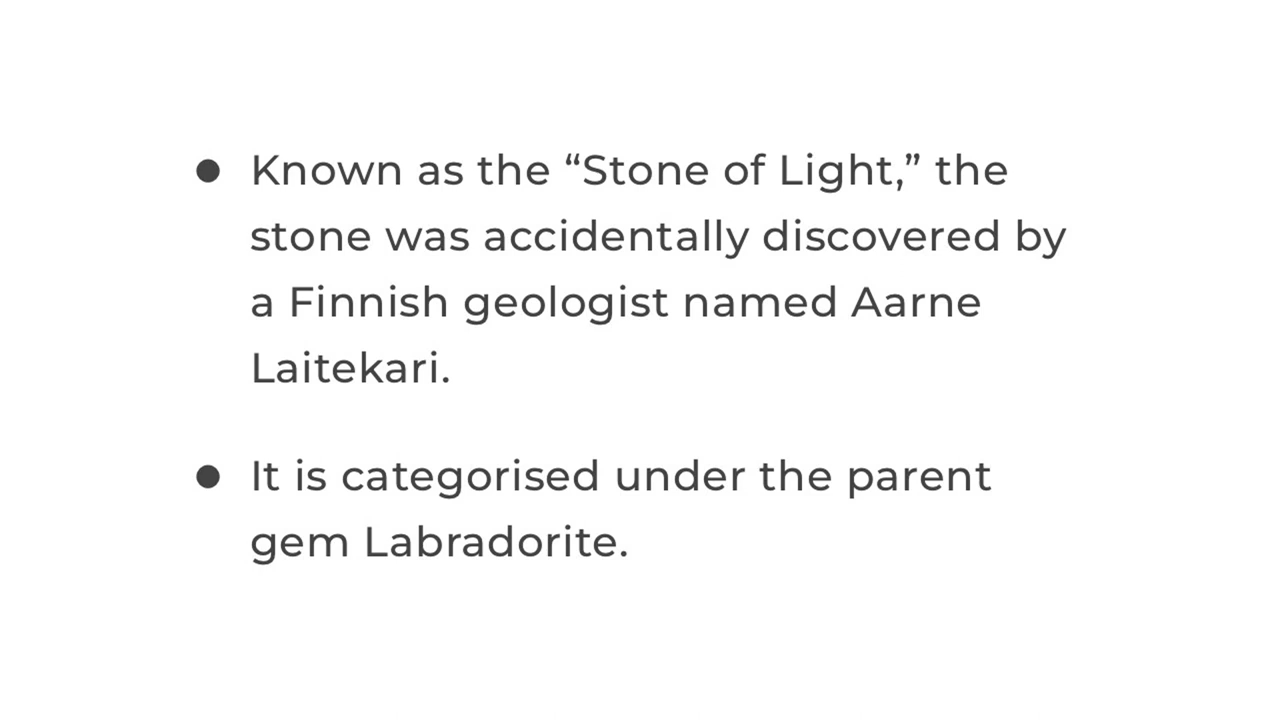 ● Known as the “Stone of Light,” the
stone was accidentally discovered by
a Finnish geologist named Aarne
Laitekari.
● It is categorised under the parent
gem Labradorite.